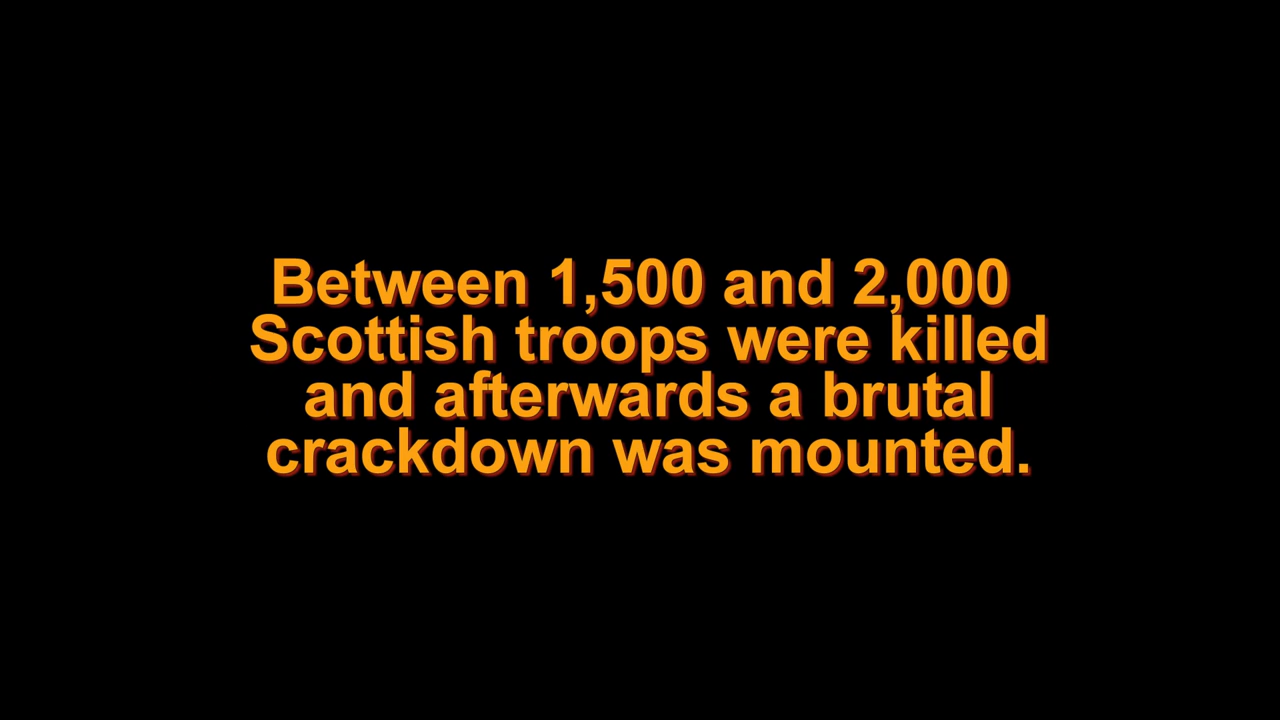 Between 1,500 and 2,000
Scottish troops were killed
and afterwards a brutal
crackdown was mounted.